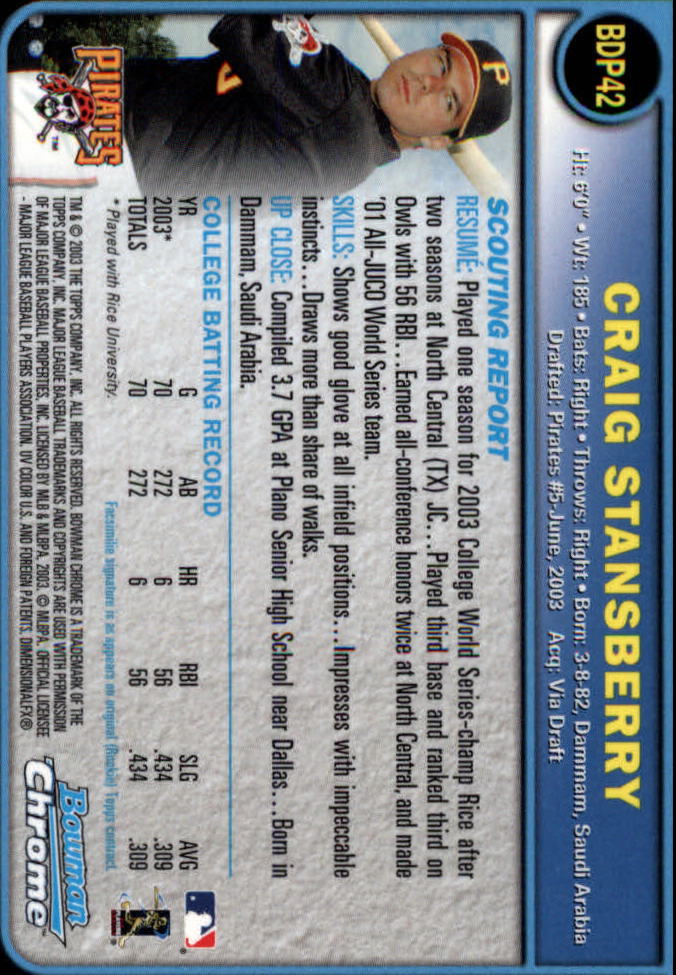 BDP42
CRAIG STANSBERRY
Ht: 6'0" • Wt: 185 • Bats: Right • Throws: Right • Born: 3-8-82, Dammam, Saudi Arabia
Drafted: Pirates #5-June, 2003 Acq: Via Draft
P
PIRATES
TM
SCOUTING REPORT
RESUMÉ: Played one season for 2003 College World Series-champ Rice after
two seasons at North Central (TX) JC...Played third base and ranked third on
Owls with 56 RBI...Earned all-conference honors twice at North Central, and made
'01 All-JUCO World Series team.
SKILLS: Shows good glove at all infield positions...Impresses with impeccable
instincts...Draws more than share of walks.
UP CLOSE: Compiled 3.7 GPA at Plano Senior High School near Dallas...Born in
Dammam, Saudi Arabia.
COLLEGE BATTING RECORD
YR G AB HR RBI SLG AVG
2003* 70 272 6 56 .434 .309
TOTALS 70 272 6 56 .434 .309
* Played with Rice University.
Facsimile signature is as appears on original (Rookie) Topps contract.
TM & © 2003 THE TOPPS COMPANY, INC. ALL RIGHTS RESERVED. BOWMAN CHROME IS A TRADEMARK OF THE
TOPPS COMPANY, INC. MAJOR LEAGUE BASEBALL TRADEMARKS AND COPYRIGHTS ARE USED WITH PERMISSION
OF MAJOR LEAGUE BASEBALL PROPERTIES, INC. LICENSED BY MLB & MLBPA, 2003. © MLBPA. OFFICIAL LICENSEE
- MAJOR LEAGUE BASEBALL PLAYERS ASSOCIATION. UV COLOR U.S. AND FOREIGN PATENTS. DIMENSIONALFX®
Bowman
Chrome